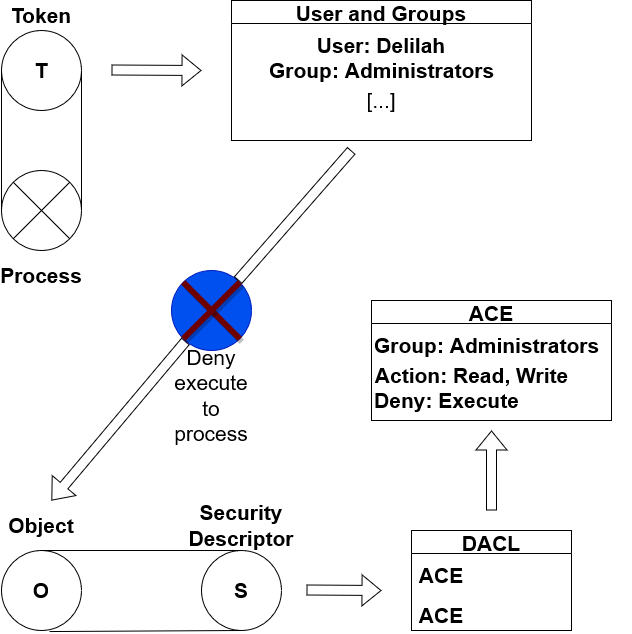 Token
T
Process
User and Groups
User: Delilah
Group: Administrators
[...]
Deny
execute
to
process
ACE
Group: Administrators
Action: Read, Write
Deny: Execute
Object
O
Security
Descriptor
S
DACL
ACE
ACE